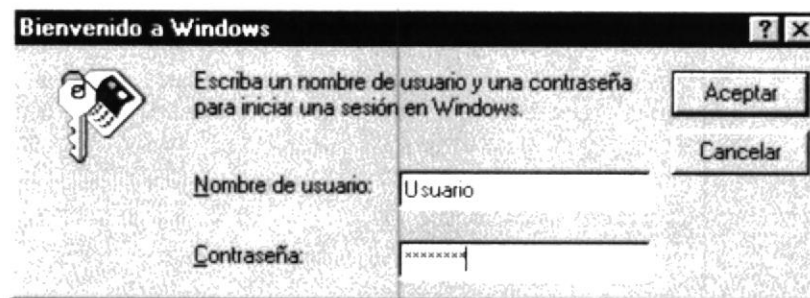 Bienvenido a Windows
Escriba un nombre de usuario y una contraseña
para iniciar una sesión en Windows.
Aceptar
Cancelar
Nombre de usuario: Usuario
Contraseña: ××××××××